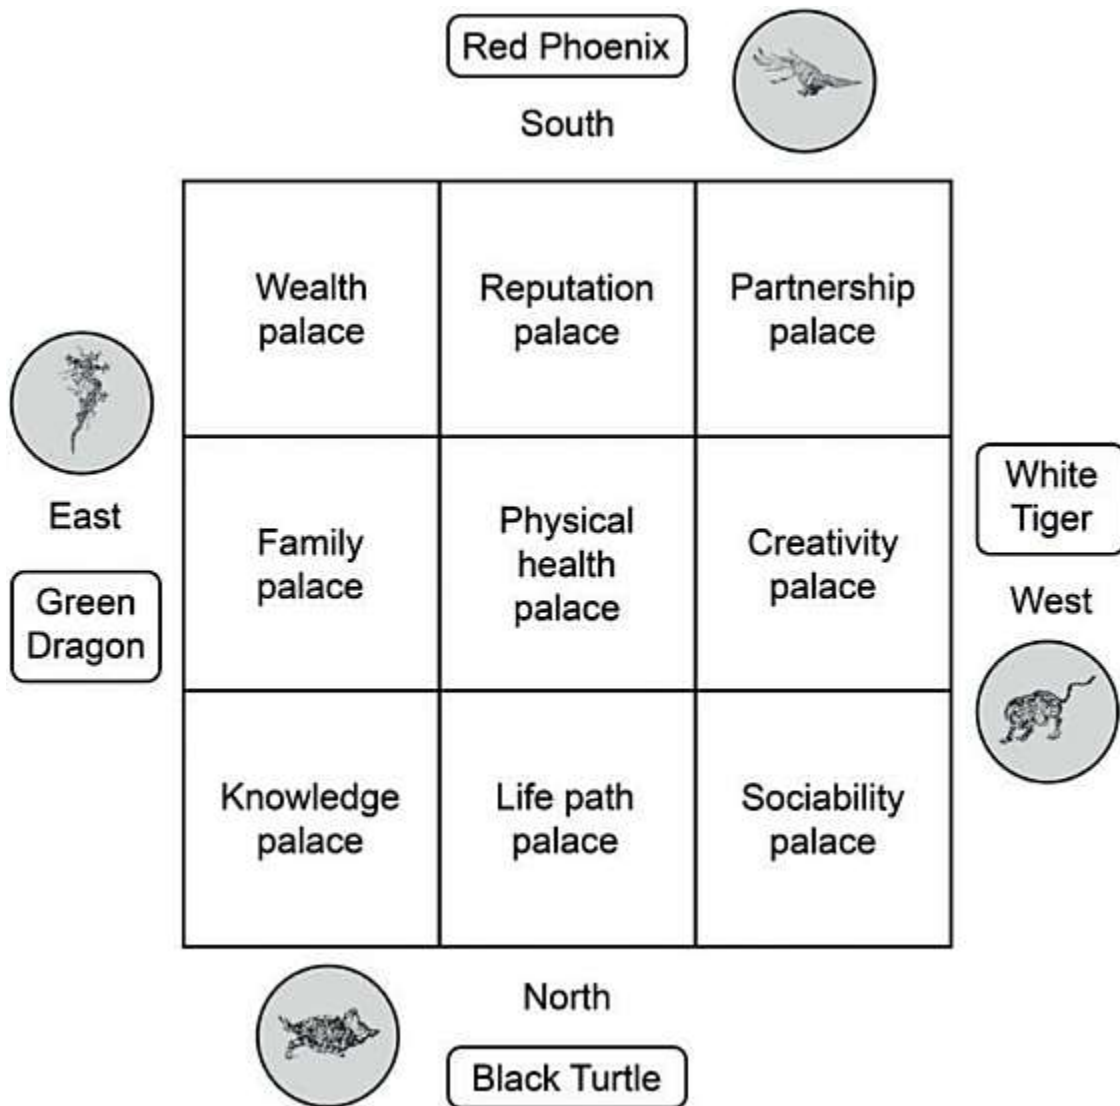 Red Phoenix
South
Wealth
palace
Reputation
palace
Partnership
palace
East
Green
Dragon
Family
palace
Physical
health
palace
Creativity
palace
White
Tiger
West
Knowledge
palace
Life path
palace
Sociability
palace
North
Black Turtle